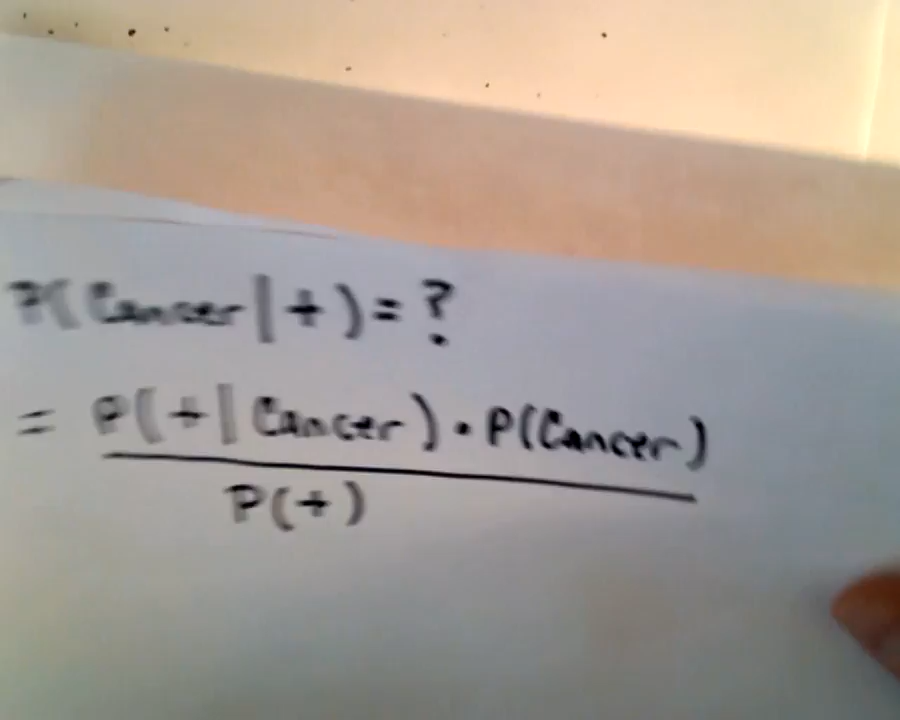 P(Cancer|+) = ?
= P(+|Cancer) · P(Cancer)
P(+)